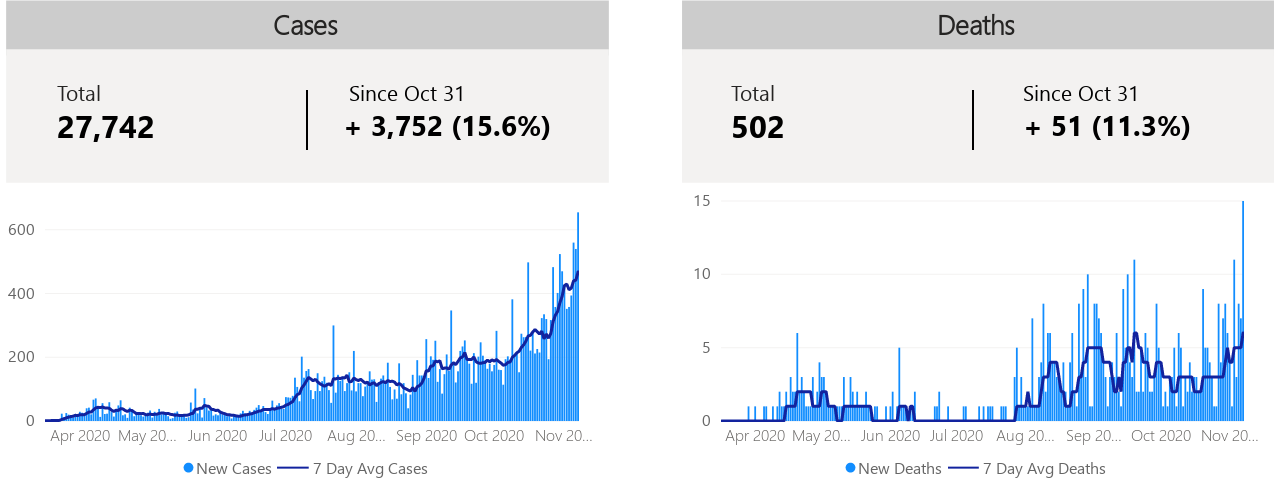 Cases
Total
27,742
Since Oct 31
+ 3,752 (15.6%)
600
400
200
0
Apr 2020 May 20... Jun 2020 Jul 2020 Aug 20... Sep 2020 Oct 2020 Nov 20...
New Cases 7 Day Avg Cases
Deaths
Total
502
Since Oct 31
+ 51 (11.3%)
15
10
5
0
Apr 2020 May 20... Jun 2020 Jul 2020 Aug 20... Sep 20... Oct 2020 Nov 20...
New Deaths 7 Day Avg Deaths